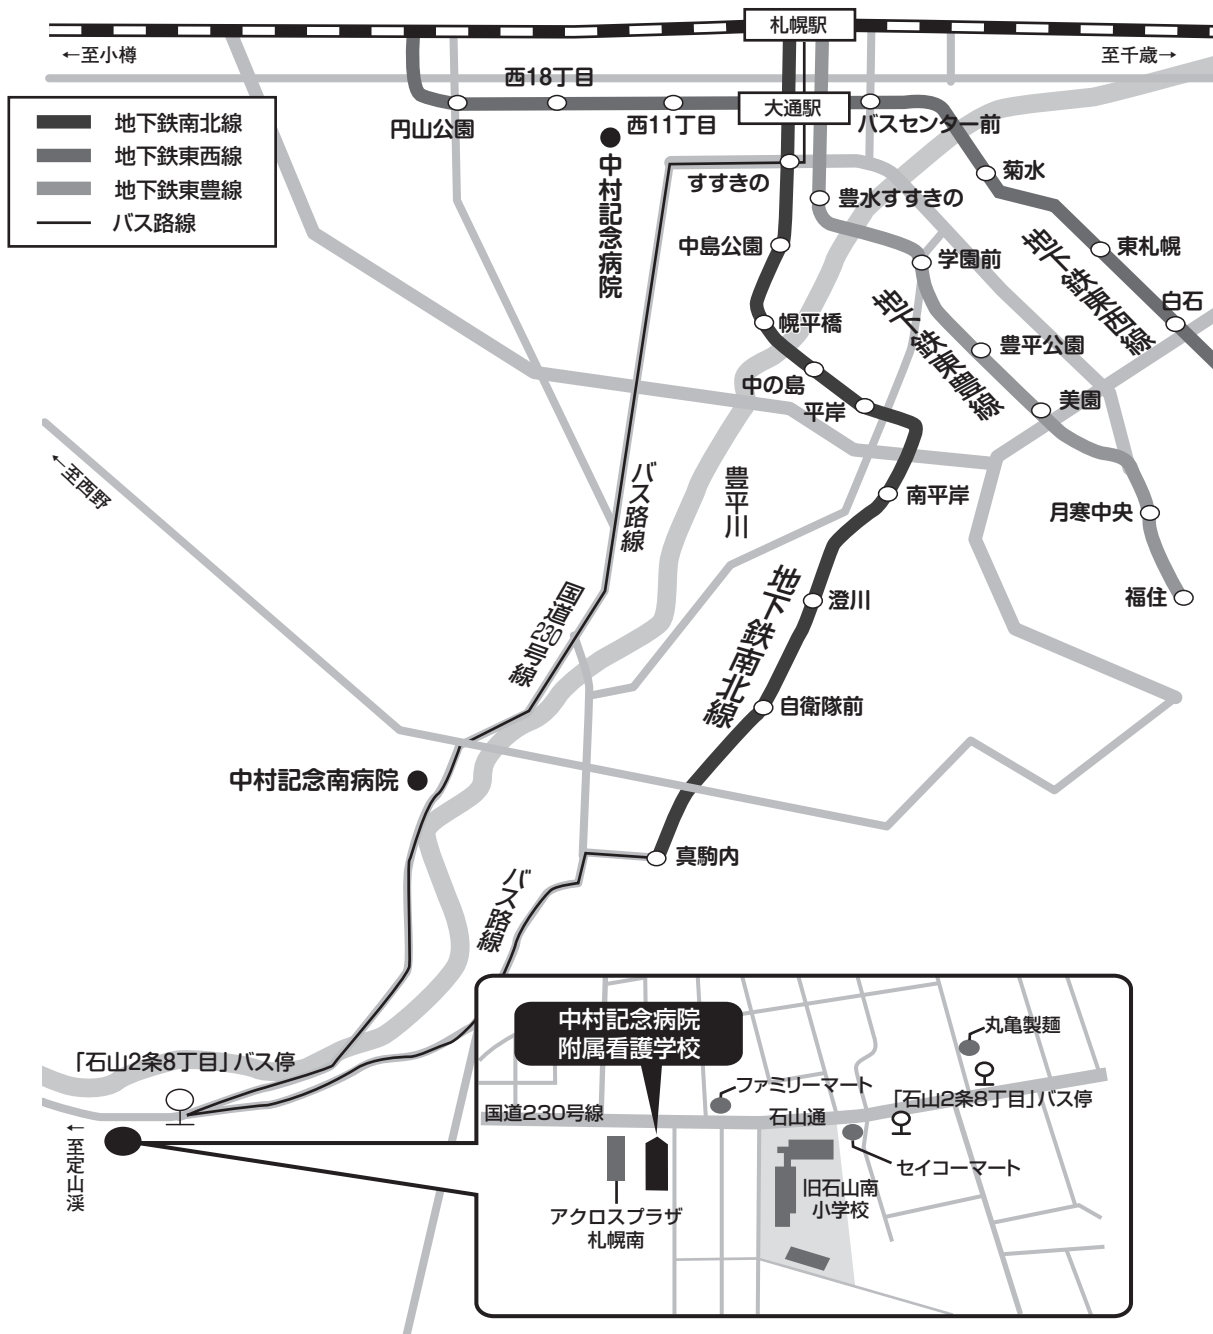 札幌駅
←至小樽
至千歳→
西18丁目
大通駅
円山公園
西11丁目
バスセンター前
地下鉄南北線
地下鉄東西線
地下鉄東豊線
バス路線
中村記念病院
すすきの
菊水
豊水すすきの
中島公園
学園前
東札幌
地下鉄東西線
白石
幌平橋
地下鉄東豊線
豊平公園
中の島
平岸
美園
←至西野
バス路線
豊平川
南平岸
月寒中央
国道230号線
地下鉄南北線
澄川
福住
自衛隊前
中村記念南病院
真駒内
バス路線
「石山2条8丁目」バス停
←至定山渓
中村記念病院
附属看護学校
丸亀製麺
ファミリーマート
「石山2条8丁目」バス停
国道230号線
石山通
セイコーマート
旧石山南
小学校
アクロスプラザ
札幌南